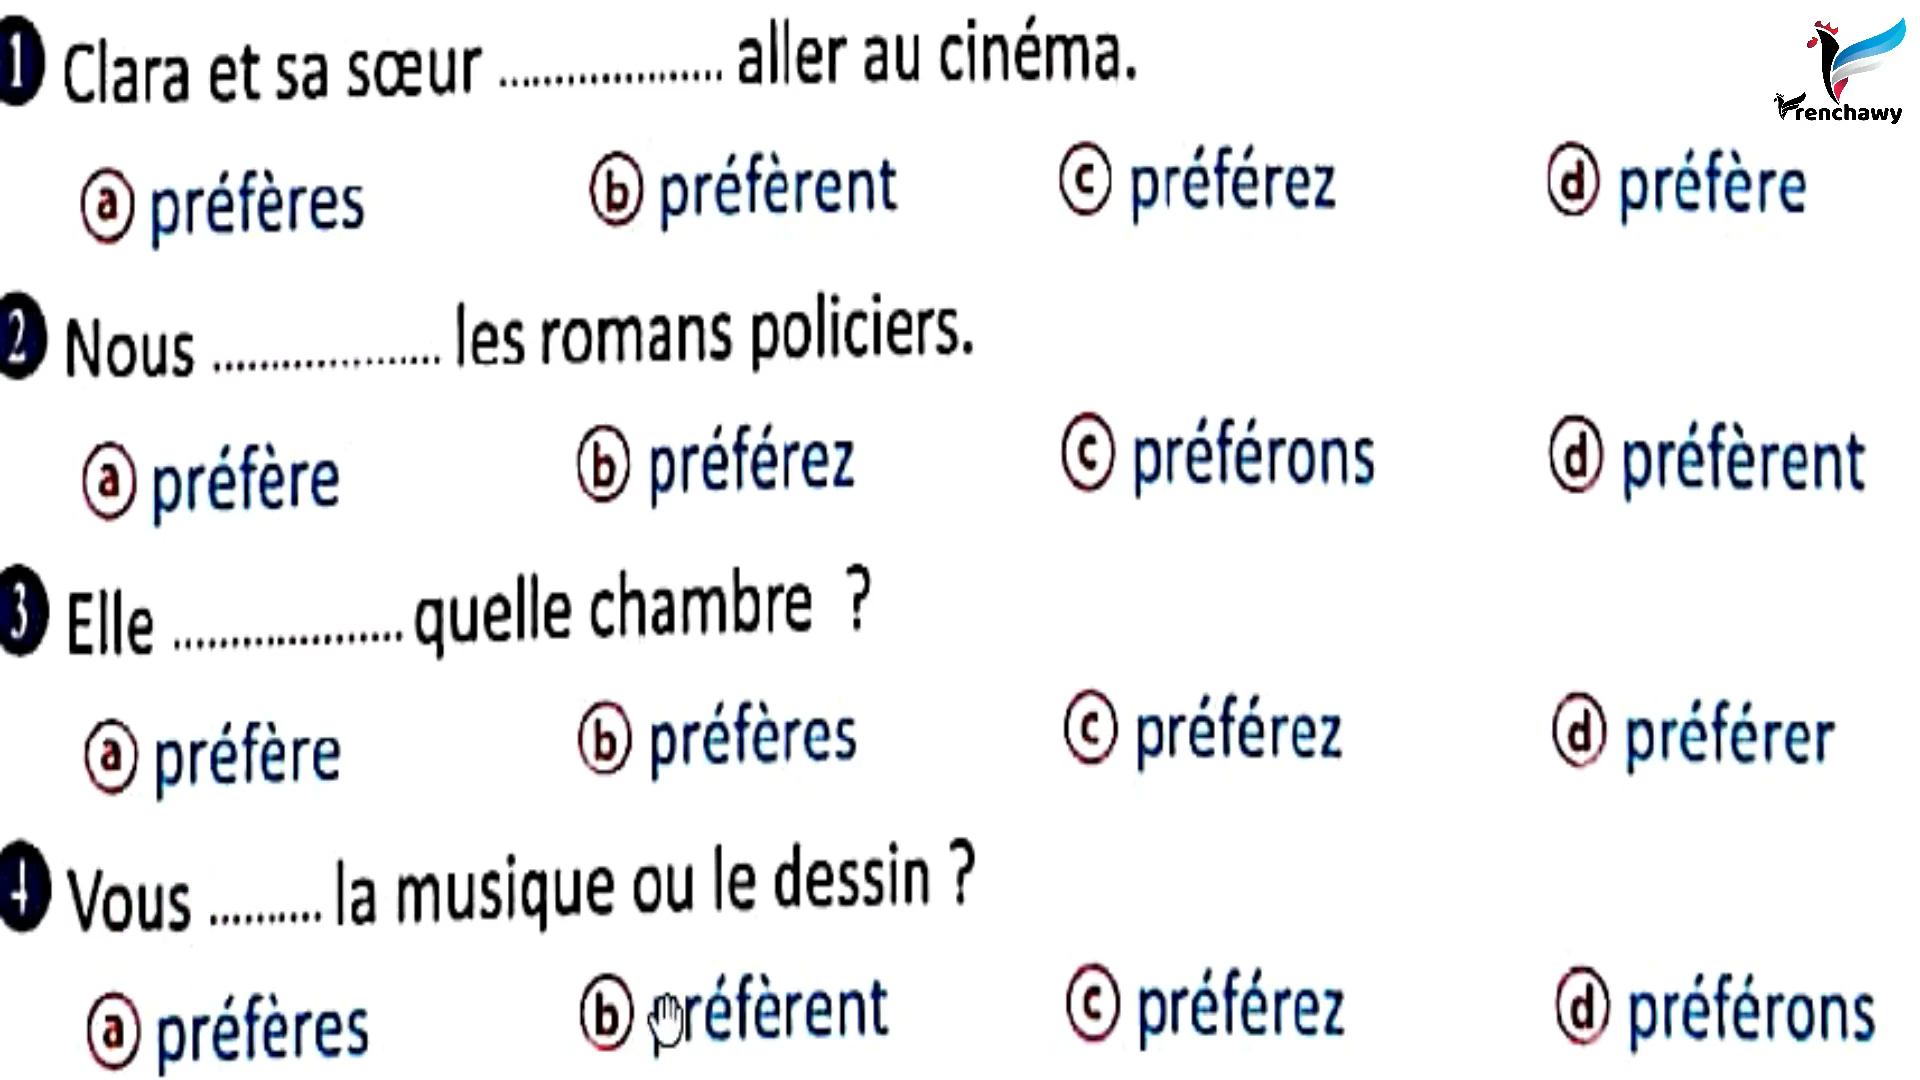 1 Clara et sa sœur .................... aller au cinéma.
Frenchawy
a préfères b préfèrent c préférez d préfère
2 Nous .................... les romans policiers.
a préfère b préférez c préférons d préfèrent
3 Elle .................... quelle chambre ?
a préfère b préfères c préférez d préférer
4 Vous .......... la musique ou le dessin ?
a préfères b préfèrent c préférez d préférons